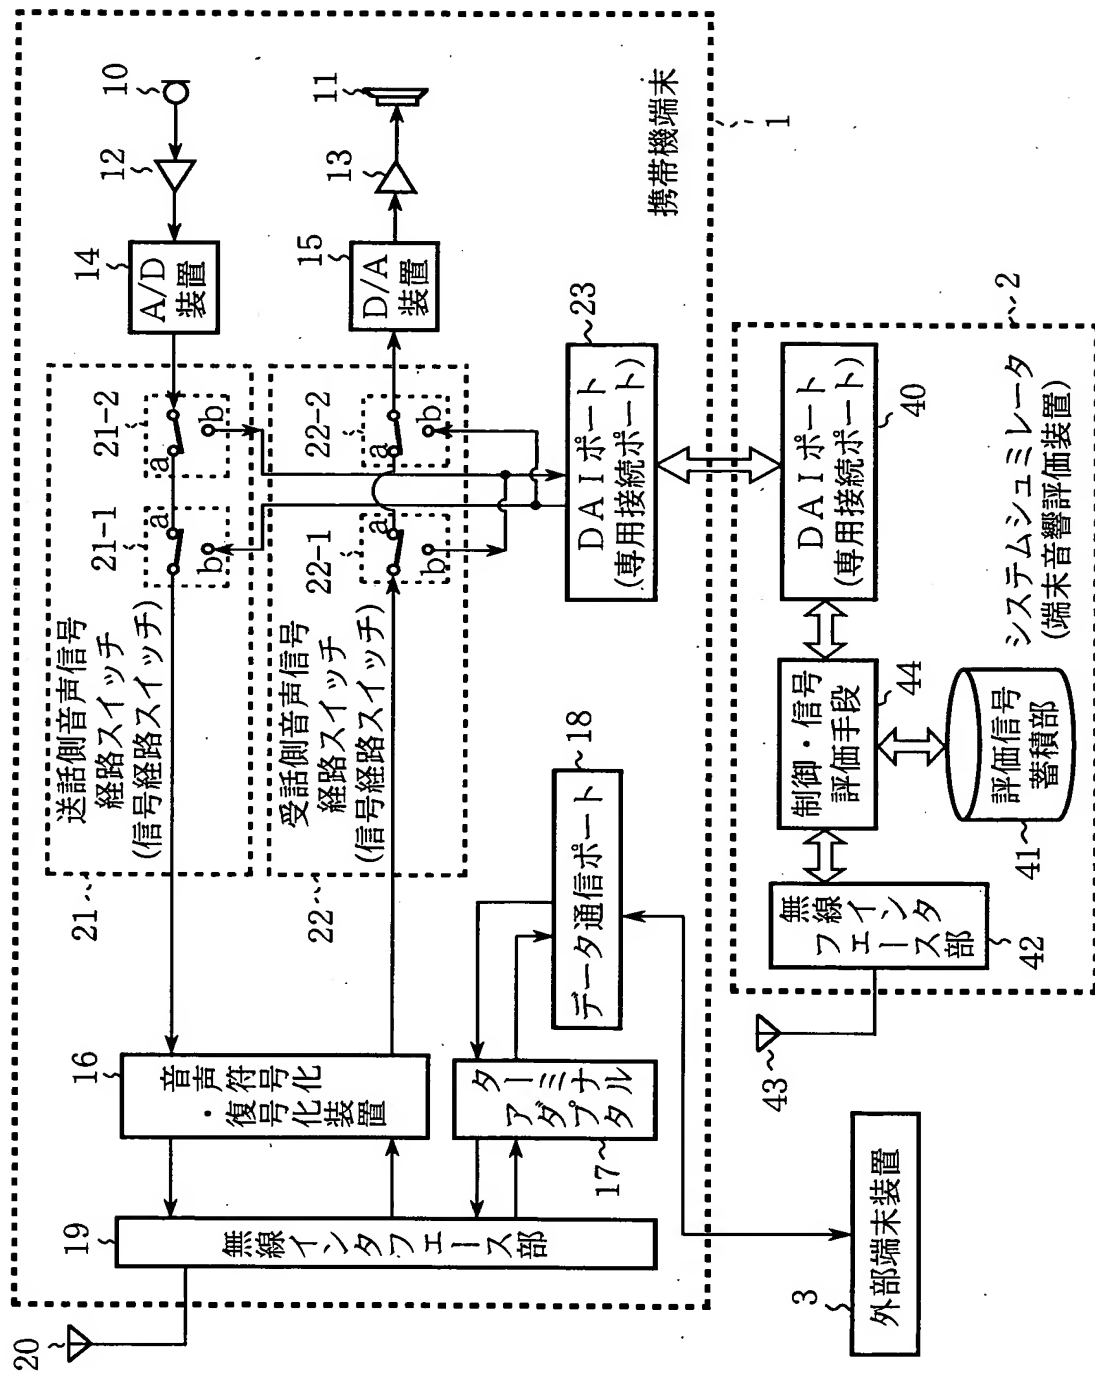 20
19
無線インタフェース部
16
音声符号化
・復号化装置
ターミナル
アダプタ
17
データ通信ポート
18
21
送話側音声信号
経路スイッチ
(信号経路スイッチ)
21-1
a
b
21-2
a
b
22
受話側音声信号
経路スイッチ
(信号経路スイッチ)
22-1
a
b
22-2
a
b
14
A/D
装置
12
10
15
D/A
装置
13
11
DAIポート
(専用接続ポート)
23
携帯機端末
1
3
外部端末装置
43
無線インタ
フェース部
42
制御・信号
評価手段
44
評価信号
蓄積部
41
DAIポート
(専用接続ポート)
40
システムシュミレータ
(端末音響評価装置)
2